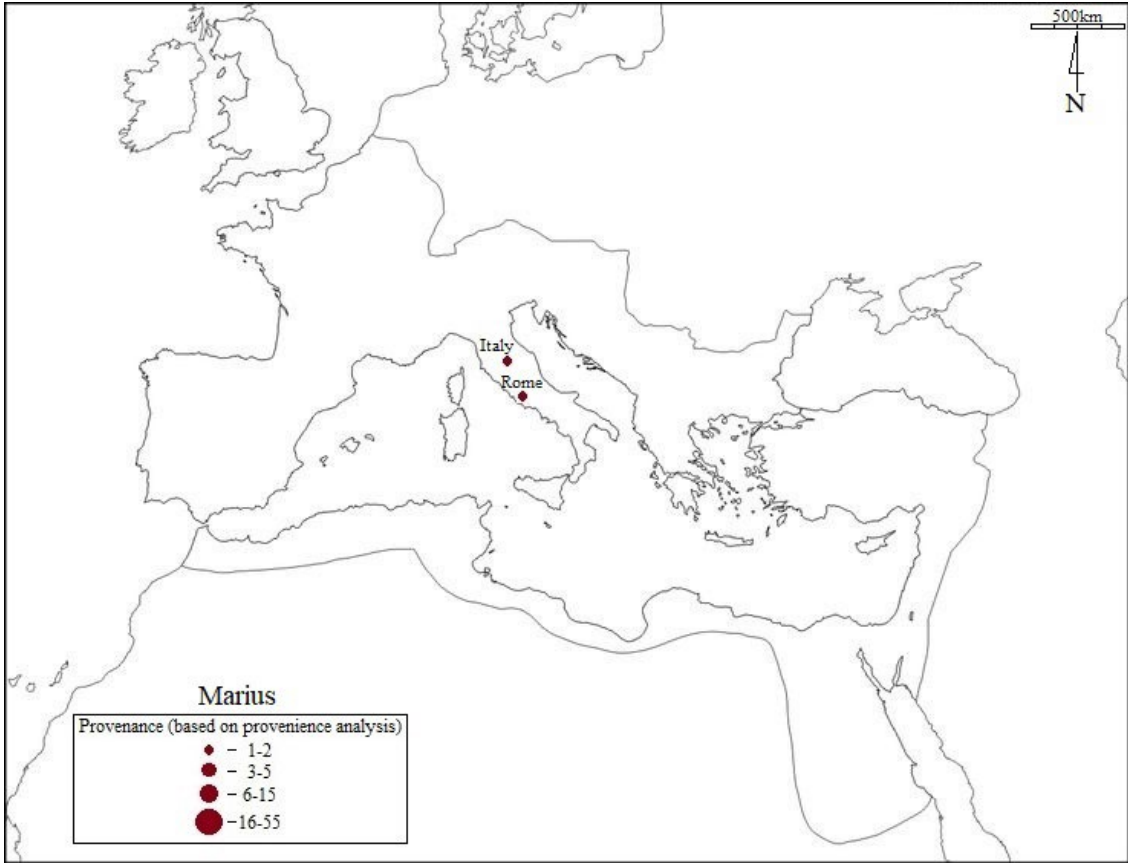 500km
N
Italy
Rome
Marius
Provenance (based on provenience analysis)
– 1-2
– 3-5
– 6-15
–16-55